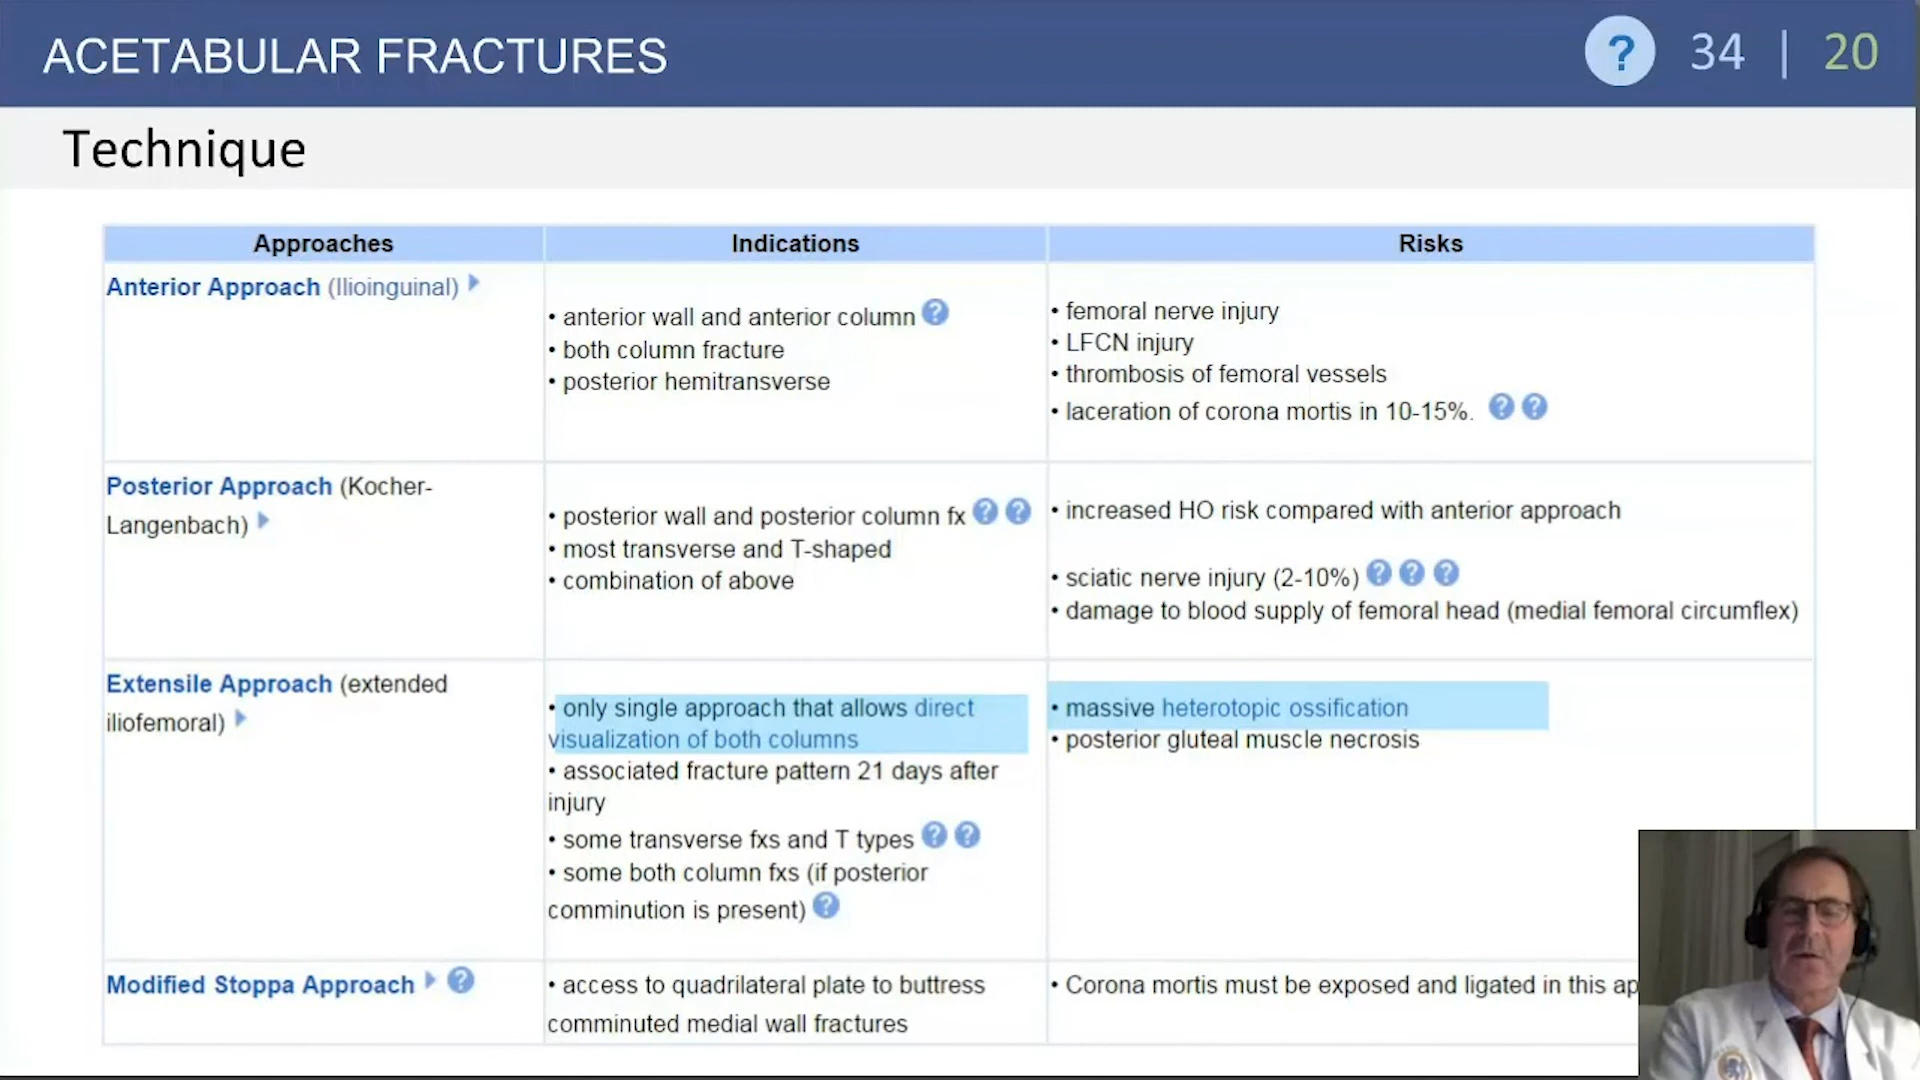 ACETABULAR FRACTURES
? 34 | 20
Technique
Approaches
Indications
Risks
Anterior Approach (Ilioinguinal)
• anterior wall and anterior column ?
• both column fracture
• posterior hemitransverse
• femoral nerve injury
• LFCN injury
• thrombosis of femoral vessels
• laceration of corona mortis in 10-15%. ? ?
Posterior Approach (Kocher-
Langenbach)
• posterior wall and posterior column fx ? ?
• most transverse and T-shaped
• combination of above
• increased HO risk compared with anterior approach
• sciatic nerve injury (2-10%) ? ? ?
• damage to blood supply of femoral head (medial femoral circumflex)
Extensile Approach (extended
iliofemoral)
• only single approach that allows direct
visualization of both columns
• associated fracture pattern 21 days after
injury
• some transverse fxs and T types ? ?
• some both column fxs (if posterior
comminution is present) ?
• massive heterotopic ossification
• posterior gluteal muscle necrosis
Modified Stoppa Approach ?
• access to quadrilateral plate to buttress
comminuted medial wall fractures
• Corona mortis must be exposed and ligated in this ap